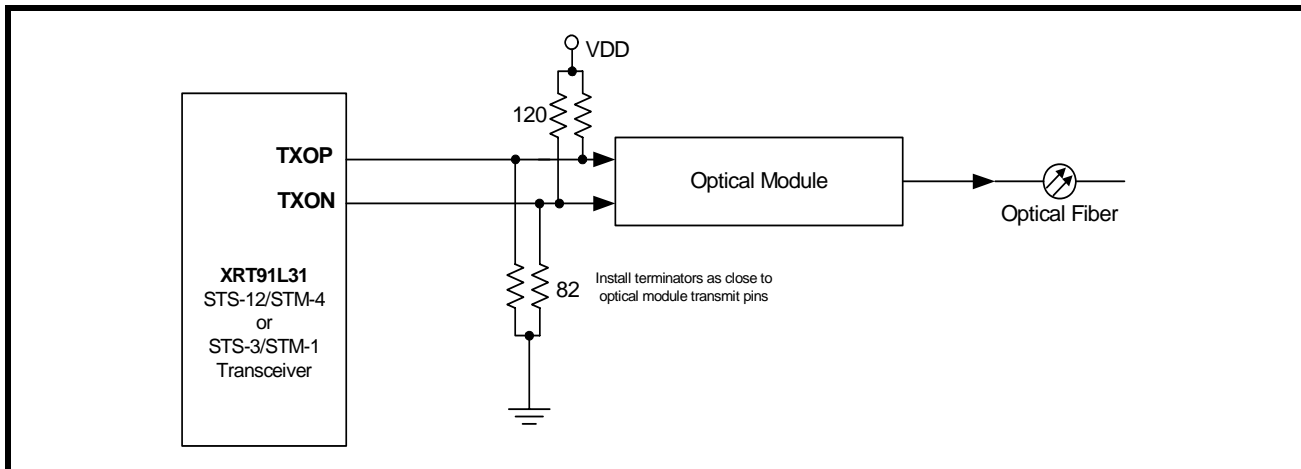 VDD
120
TXOP
TXON
Optical Module
Optical Fiber
XRT91L31
STS-12/STM-4
or
STS-3/STM-1
Transceiver
82
Install terminators as close to
optical module transmit pins